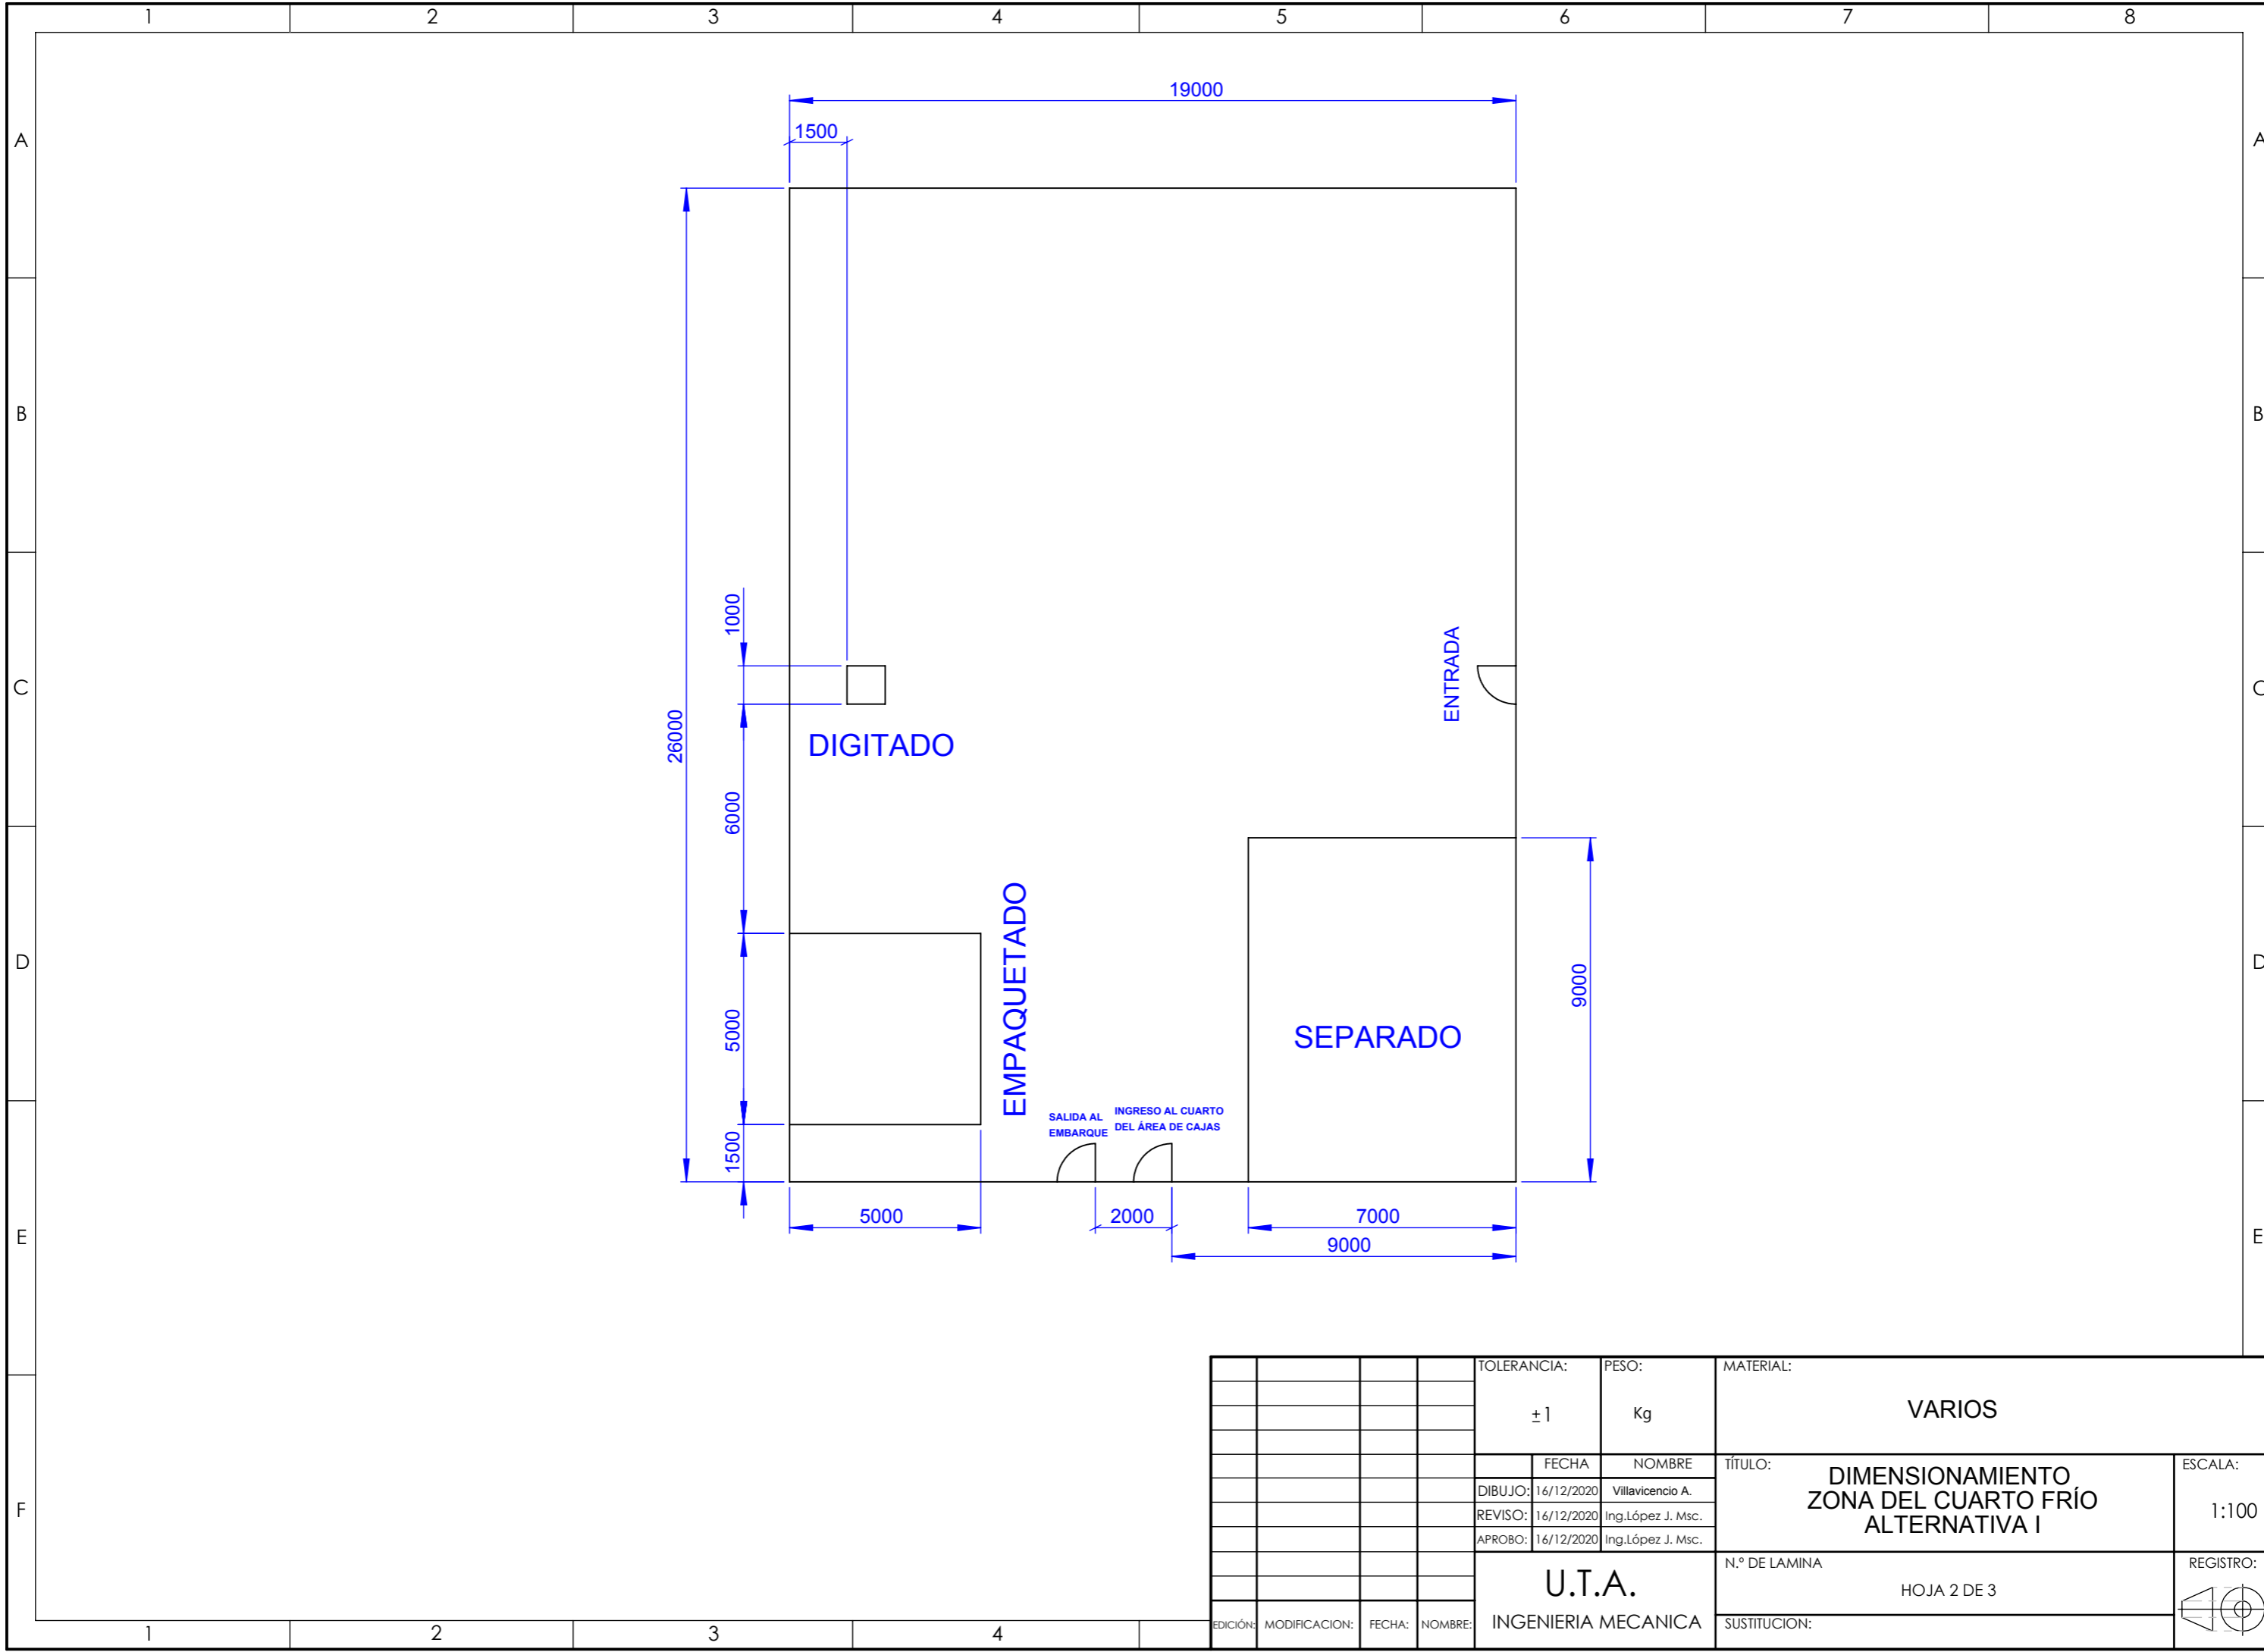 1 2 3 4 5 6 7 8
19000
A 1500 A
B B
1000
ENTRADA
C C
26000
DIGITADO
6000
EMPAQUETADO
D 9000 D
5000
SEPARADO
SALIDA AL
EMBARQUE
INGRESO AL CUARTO
DEL ÁREA DE CAJAS
1500
5000 2000 7000
E 9000 E
F
TOLERANCIA: PESO: MATERIAL:
±1 Kg VARIOS
FECHA NOMBRE
DIBUJO: 16/12/2020 Villavicencio A.
REVISO: 16/12/2020 Ing.López J. Msc.
APROBO: 16/12/2020 Ing.López J. Msc.
TÍTULO:
DIMENSIONAMIENTO
ZONA DEL CUARTO FRÍO
ALTERNATIVA I
ESCALA:
1:100
U.T.A.
INGENIERIA MECANICA
N.º DE LAMINA
HOJA 2 DE 3
REGISTRO:
SUSTITUCION:
EDICIÓN: MODIFICACION: FECHA: NOMBRE:
1 2 3 4